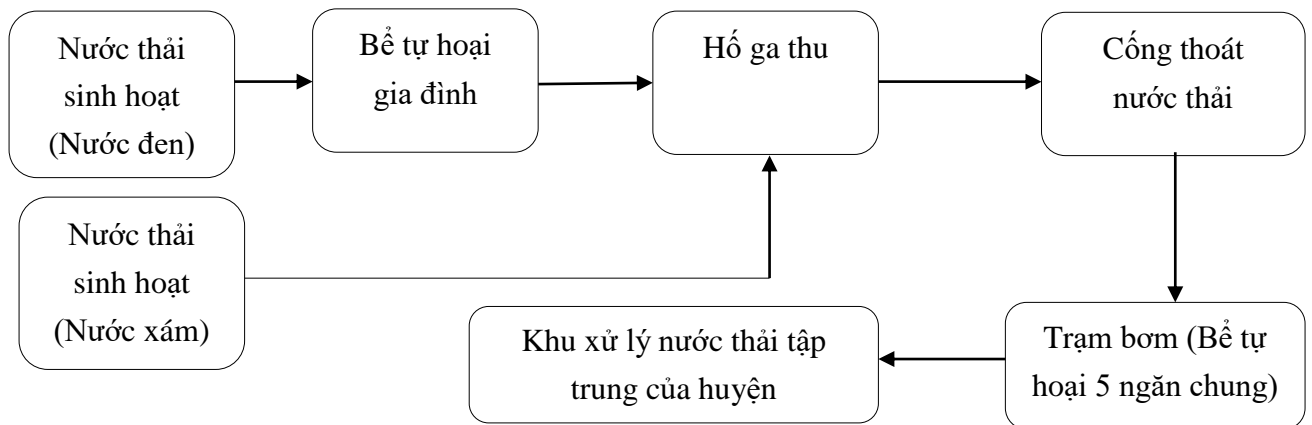 Nước thải
sinh hoạt
(Nước đen)
Bể tự hoại
gia đình
Hố ga thu
Cống thoát
nước thải
Nước thải
sinh hoạt
(Nước xám)
Khu xử lý nước thải tập
trung của huyện
Trạm bơm (Bể tự
hoại 5 ngăn chung)